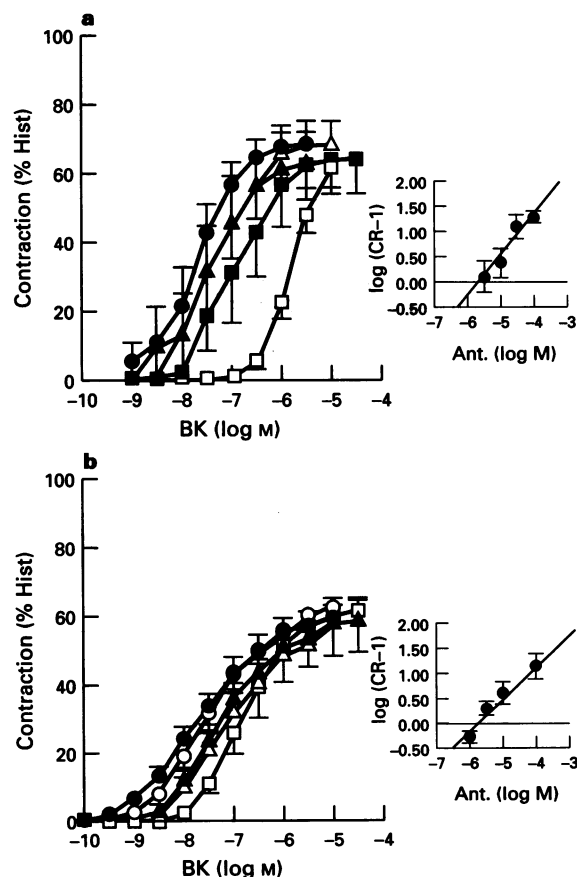 a
Contraction (% Hist)
100
80
60
40
20
0
−10 −9 −8 −7 −6 −5 −4
BK (log M)
log (CR−1)
2.00
1.50
1.00
0.50
0.00
−0.50
−7 −6 −5 −4 −3
Ant. (log M)
b
Contraction (% Hist)
100
80
60
40
20
0
−10 −9 −8 −7 −6 −5 −4
BK (log M)
log (CR−1)
2.00
1.50
1.00
0.50
0.00
−0.50
−7 −6 −5 −4 −3
Ant. (log M)